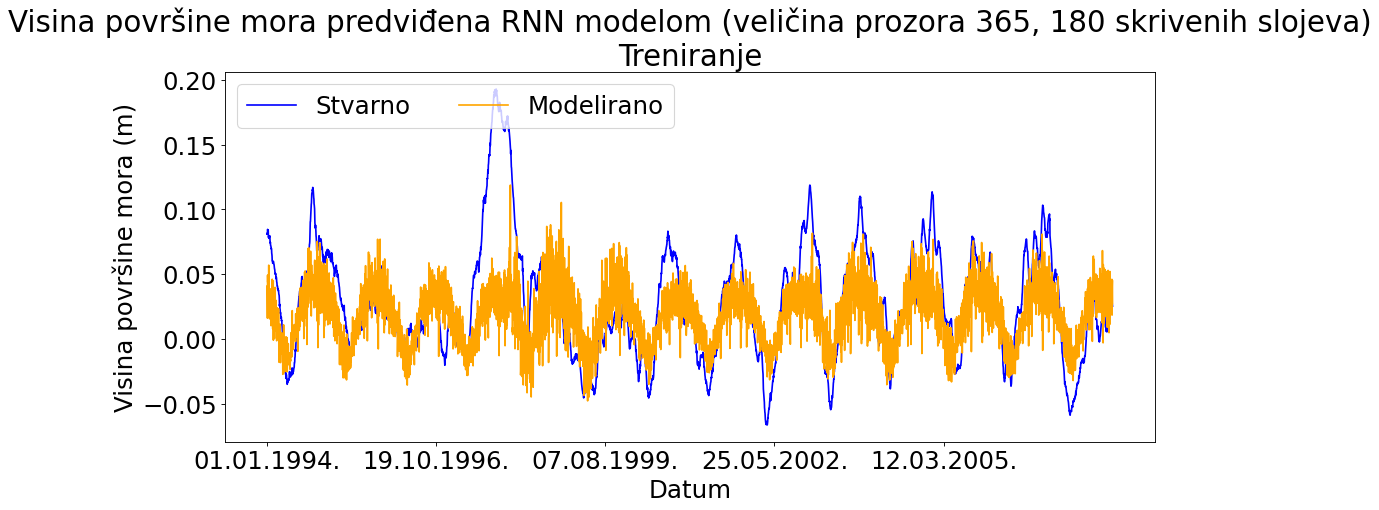 Visina površine mora predviđena RNN modelom (veličina prozora 365, 180 skrivenih slojeva)
Treniranje
Stvarno Modelirano
Visina površine mora (m)
0.20
0.15
0.10
0.05
0.00
−0.05
01.01.1994. 19.10.1996. 07.08.1999. 25.05.2002. 12.03.2005.
Datum